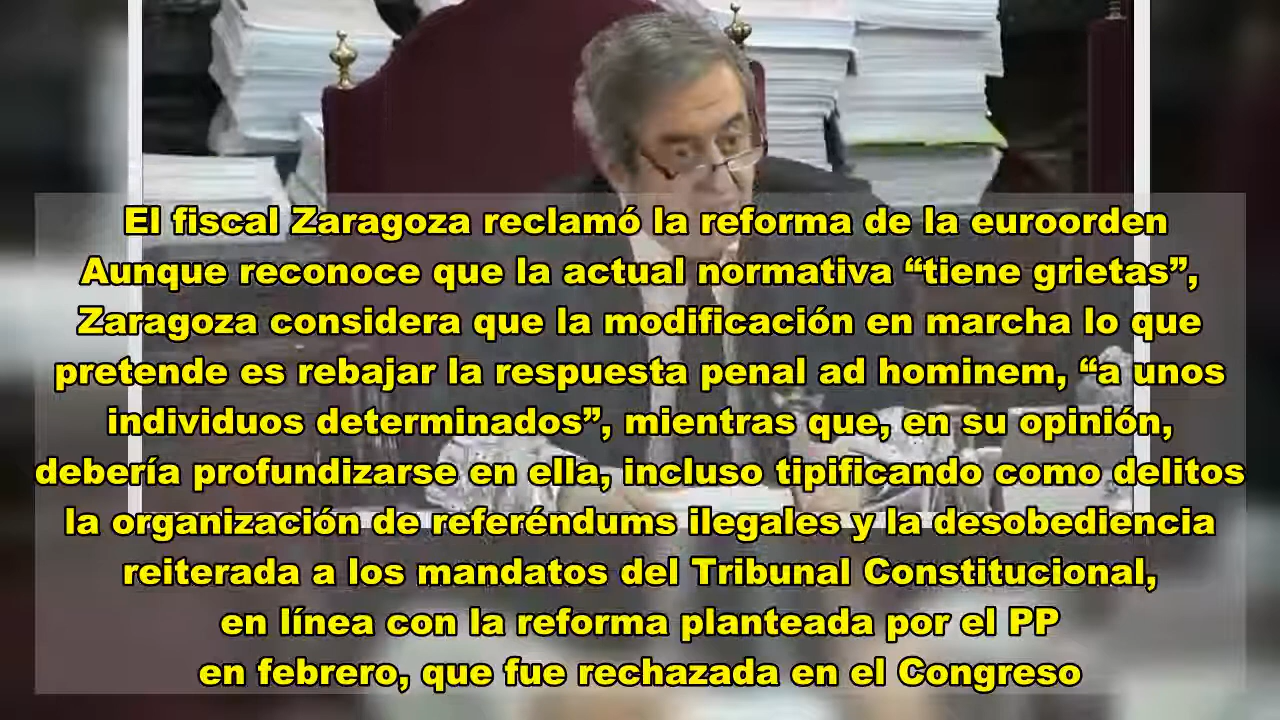 El fiscal Zaragoza reclamó la reforma de la euroorden
Aunque reconoce que la actual normativa “tiene grietas”,
Zaragoza considera que la modificación en marcha lo que
pretende es rebajar la respuesta penal ad hominem, “a unos
individuos determinados”, mientras que, en su opinión,
debería profundizarse en ella, incluso tipificando como delitos
la organización de referéndums ilegales y la desobediencia
reiterada a los mandatos del Tribunal Constitucional,
en línea con la reforma planteada por el PP
en febrero, que fue rechazada en el Congreso